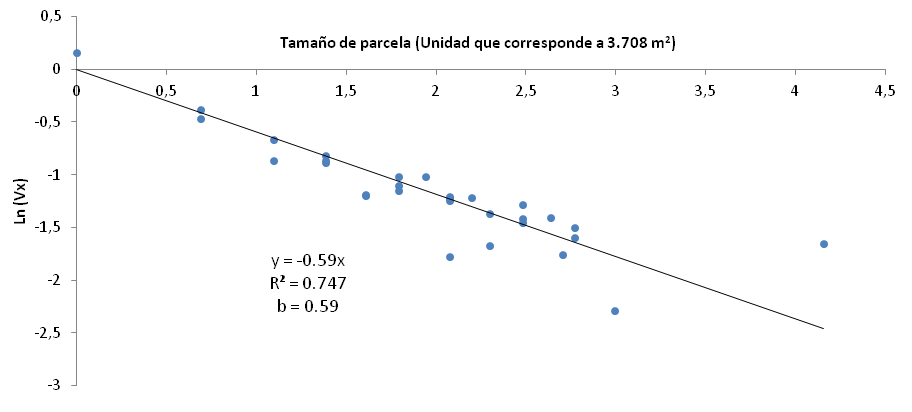 0,5
Tamaño de parcela (Unidad que corresponde a 3.708 m²)
0
0 0,5 1 1,5 2 2,5 3 3,5 4 4,5
-0,5
-1
Ln (Vx)
-1,5
y = -0.59x
-2
R² = 0.747
b = 0.59
-2,5
-3